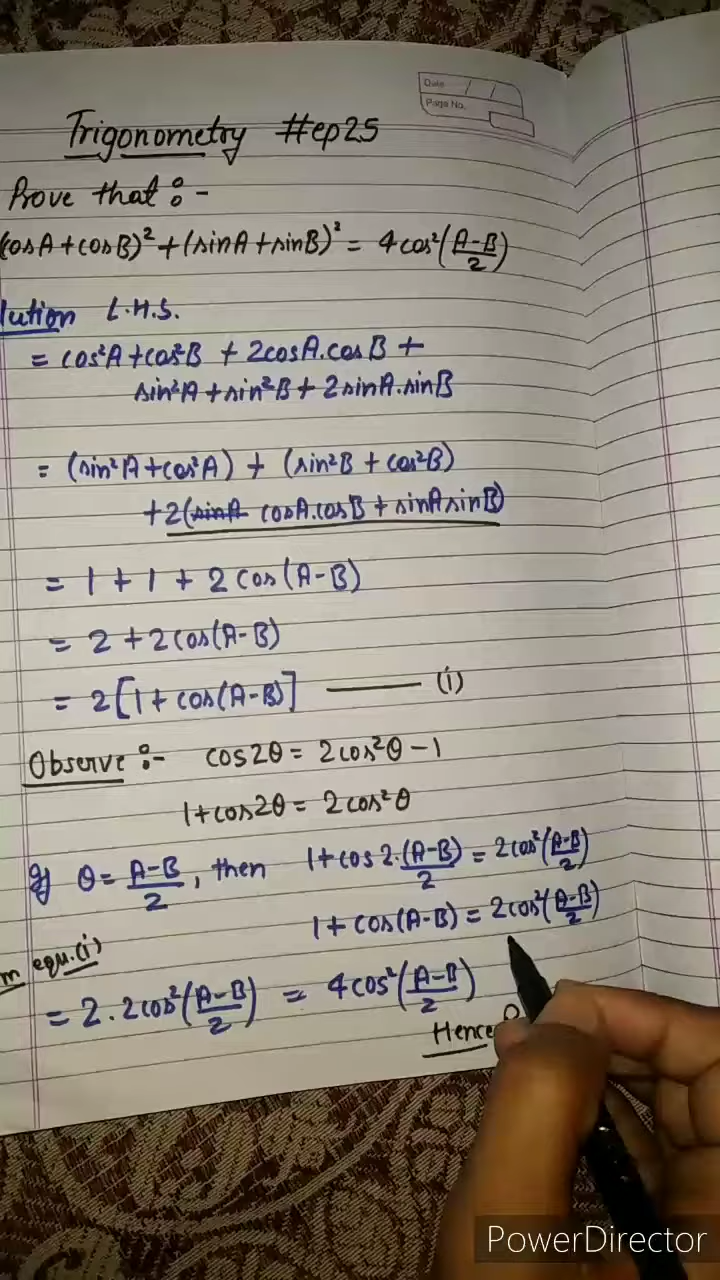 Date / /
Page No.
Trigonometry #ep25
Prove that :-
(cosA+cosB)² + (sinA+sinB)² = 4cos²((A-B)/2)
lution L.H.S.
= cos²A + cos²B + 2cosA.cosB +
sin²A + sin²B + 2sinA.sinB
= (sin²A + cos²A) + (sin²B + cos²B)
+2(sinA cosA.cosB + sinA sinB)
= 1 + 1 + 2 cos(A-B)
= 2 + 2cos(A-B)
= 2[1 + cos(A-B)] —— (i)
Observe :- cos2θ = 2cos²θ - 1
1+cos2θ = 2cos²θ
If θ = (A-B)/2, then 1+cos 2.(A-B)/2 = 2cos²((A-B)/2)
1 + cos(A-B) = 2cos²((A-B)/2)
m equ.(i)
= 2.2cos²((A-B)/2) = 4cos²((A-B)/2)
Hence
PowerDirector